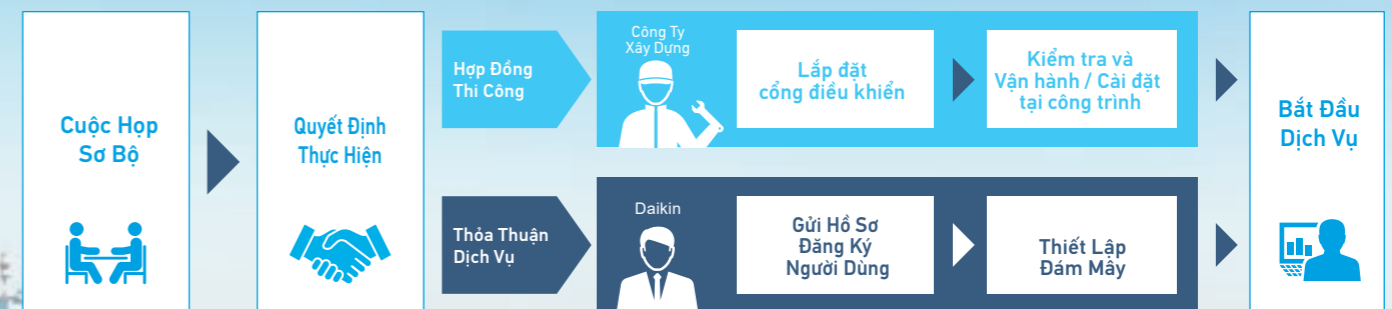 Cuộc Họp
Sơ Bộ
Quyết Định
Thực Hiện
Hợp Đồng
Thi Công
Công Ty
Xây Dựng
Lắp đặt
cổng điều khiển
Kiểm tra và
Vận hành / Cài đặt
tại công trình
Thỏa Thuận
Dịch Vụ
Daikin
Gửi Hồ Sơ
Đăng Ký
Người Dùng
Thiết Lập
Đám Mây
Bắt Đầu
Dịch Vụ